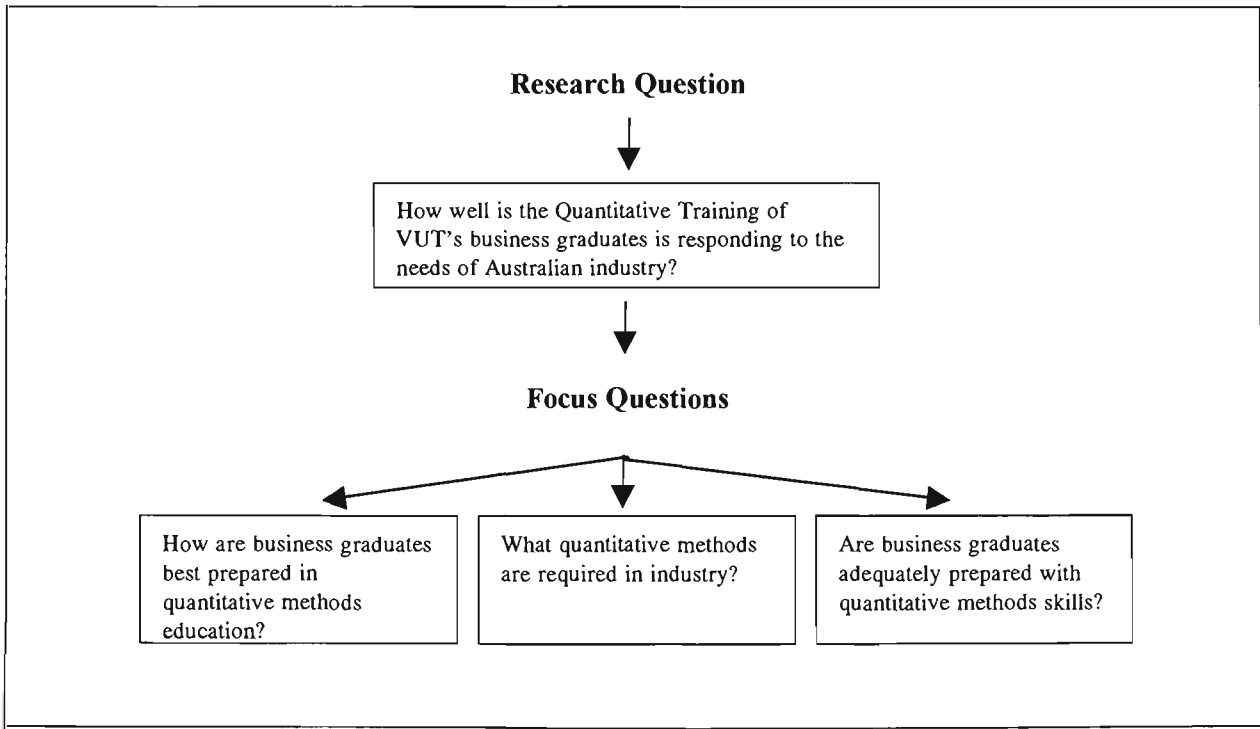 Research Question
How well is the Quantitative Training of
VUT's business graduates is responding to the
needs of Australian industry?
Focus Questions
How are business graduates
best prepared in
quantitative methods
education?
What quantitative methods
are required in industry?
Are business graduates
adequately prepared with
quantitative methods skills?